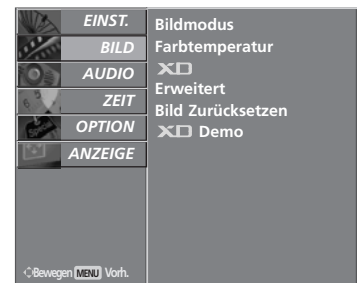 EINST.
BILD
AUDIO
ZEIT
OPTION
ANZEIGE
Bewegen MENU Vorh.
Bildmodus
Farbtemperatur
XD
Erweitert
Bild Zurücksetzen
XD Demo